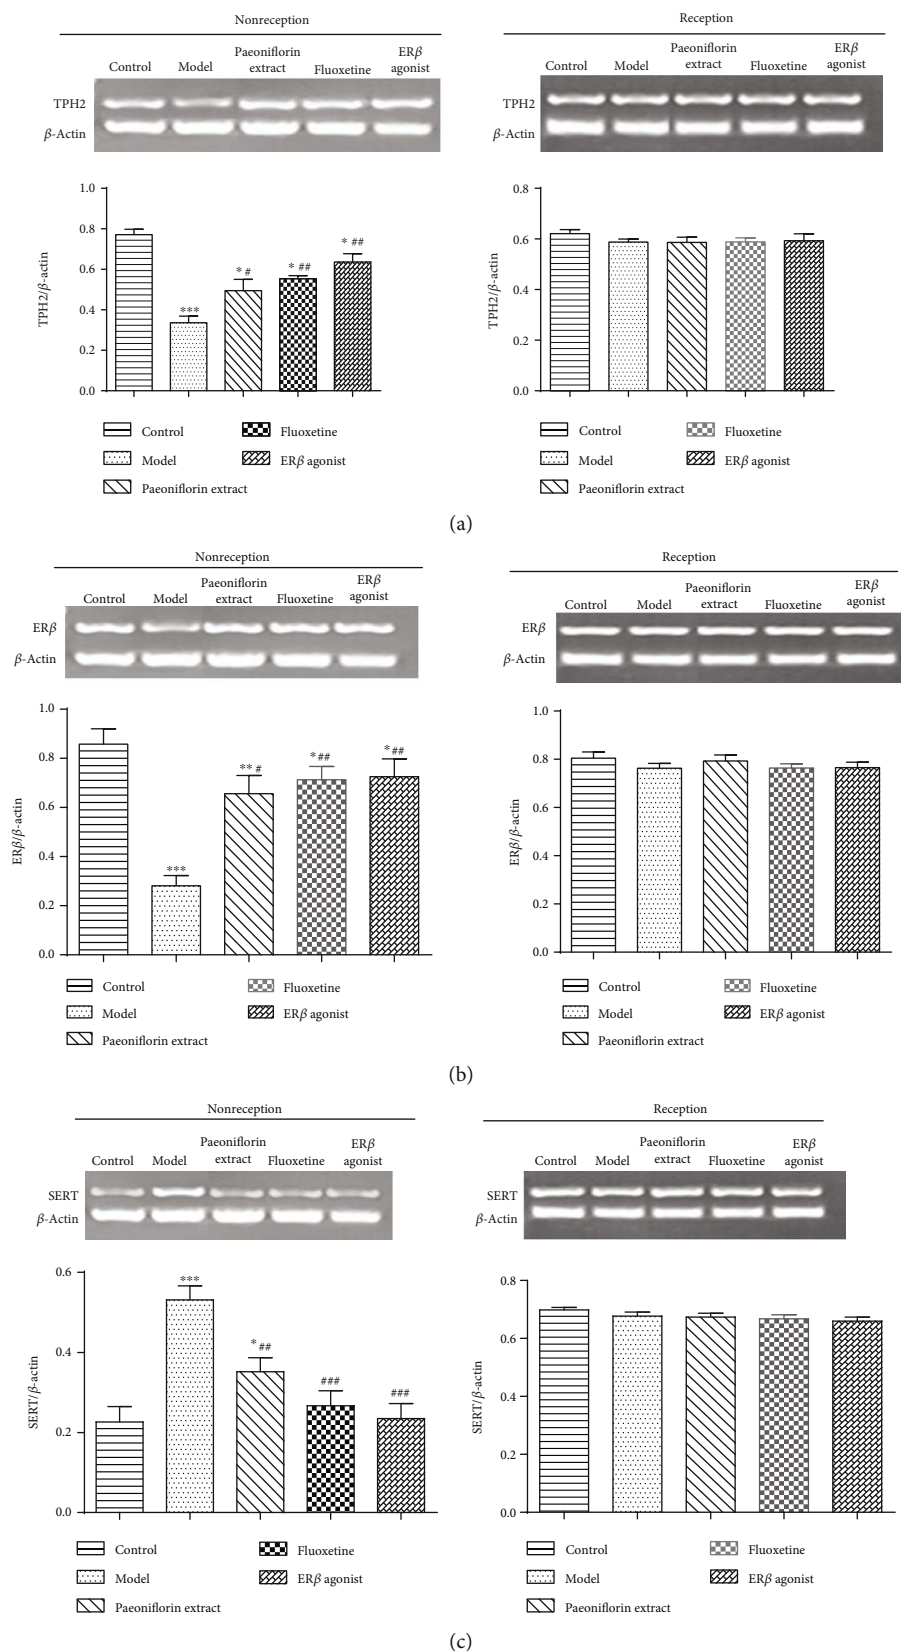 Nonreception
Control Model Paeoniflorin extract Fluoxetine ERβ agonist
TPH2
β-Actin
1.0
0.8
0.6
0.4
0.2
0.0
TPH2/β-actin
***
* #
* ##
* ##
Control Fluoxetine
Model ERβ agonist
Paeoniflorin extract
Reception
Control Model Paeoniflorin extract Fluoxetine ERβ agonist
TPH2
β-Actin
0.8
0.6
0.4
0.2
0.0
TPH2/β-actin
Control Fluoxetine
Model ERβ agonist
Paeoniflorin extract
(a)
Nonreception
Control Model Paeoniflorin extract Fluoxetine ERβ agonist
ERβ
β-Actin
1.0
0.8
0.6
0.4
0.2
0.0
ERβ/β-actin
***
** #
* ##
* ##
Control Fluoxetine
Model ERβ agonist
Paeoniflorin extract
Reception
Control Model Paeoniflorin extract Fluoxetine ERβ agonist
ERβ
β-Actin
1.0
0.8
0.6
0.4
0.2
0.0
ERβ/β-actin
Control Fluoxetine
Model ERβ agonist
Paeoniflorin extract
(b)
Nonreception
Control Model Paeoniflorin extract Fluoxetine ERβ agonist
SERT
β-Actin
0.6
0.4
0.2
0.0
SERT/β-actin
***
* ##
###
###
Control Fluoxetine
Model ERβ agonist
Paeoniflorin extract
Reception
Control Model Paeoniflorin extract Fluoxetine ERβ agonist
SERT
β-Actin
0.8
0.6
0.4
0.2
0.0
SERT/β-actin
Control Fluoxetine
Model ERβ agonist
Paeoniflorin extract
(c)